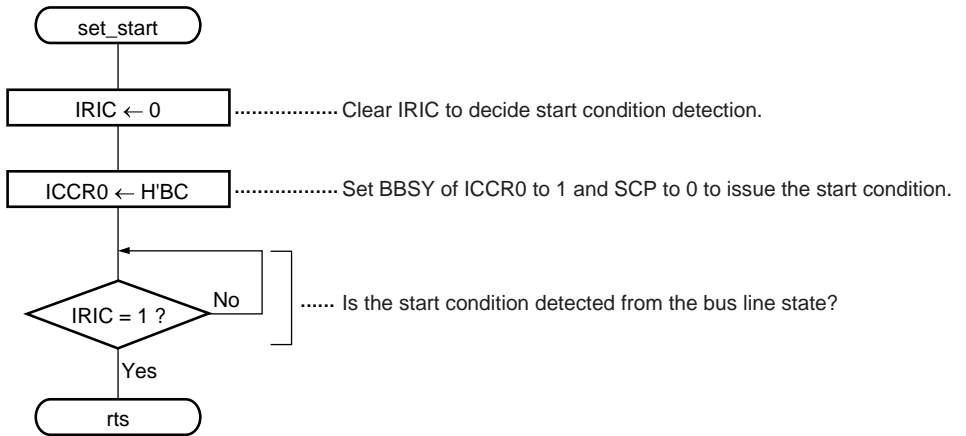 set_start
IRIC ← 0 .................. Clear IRIC to decide start condition detection.
ICCR0 ← H'BC .................. Set BBSY of ICCR0 to 1 and SCP to 0 to issue the start condition.
No
IRIC = 1 ? ...... Is the start condition detected from the bus line state?
Yes
rts